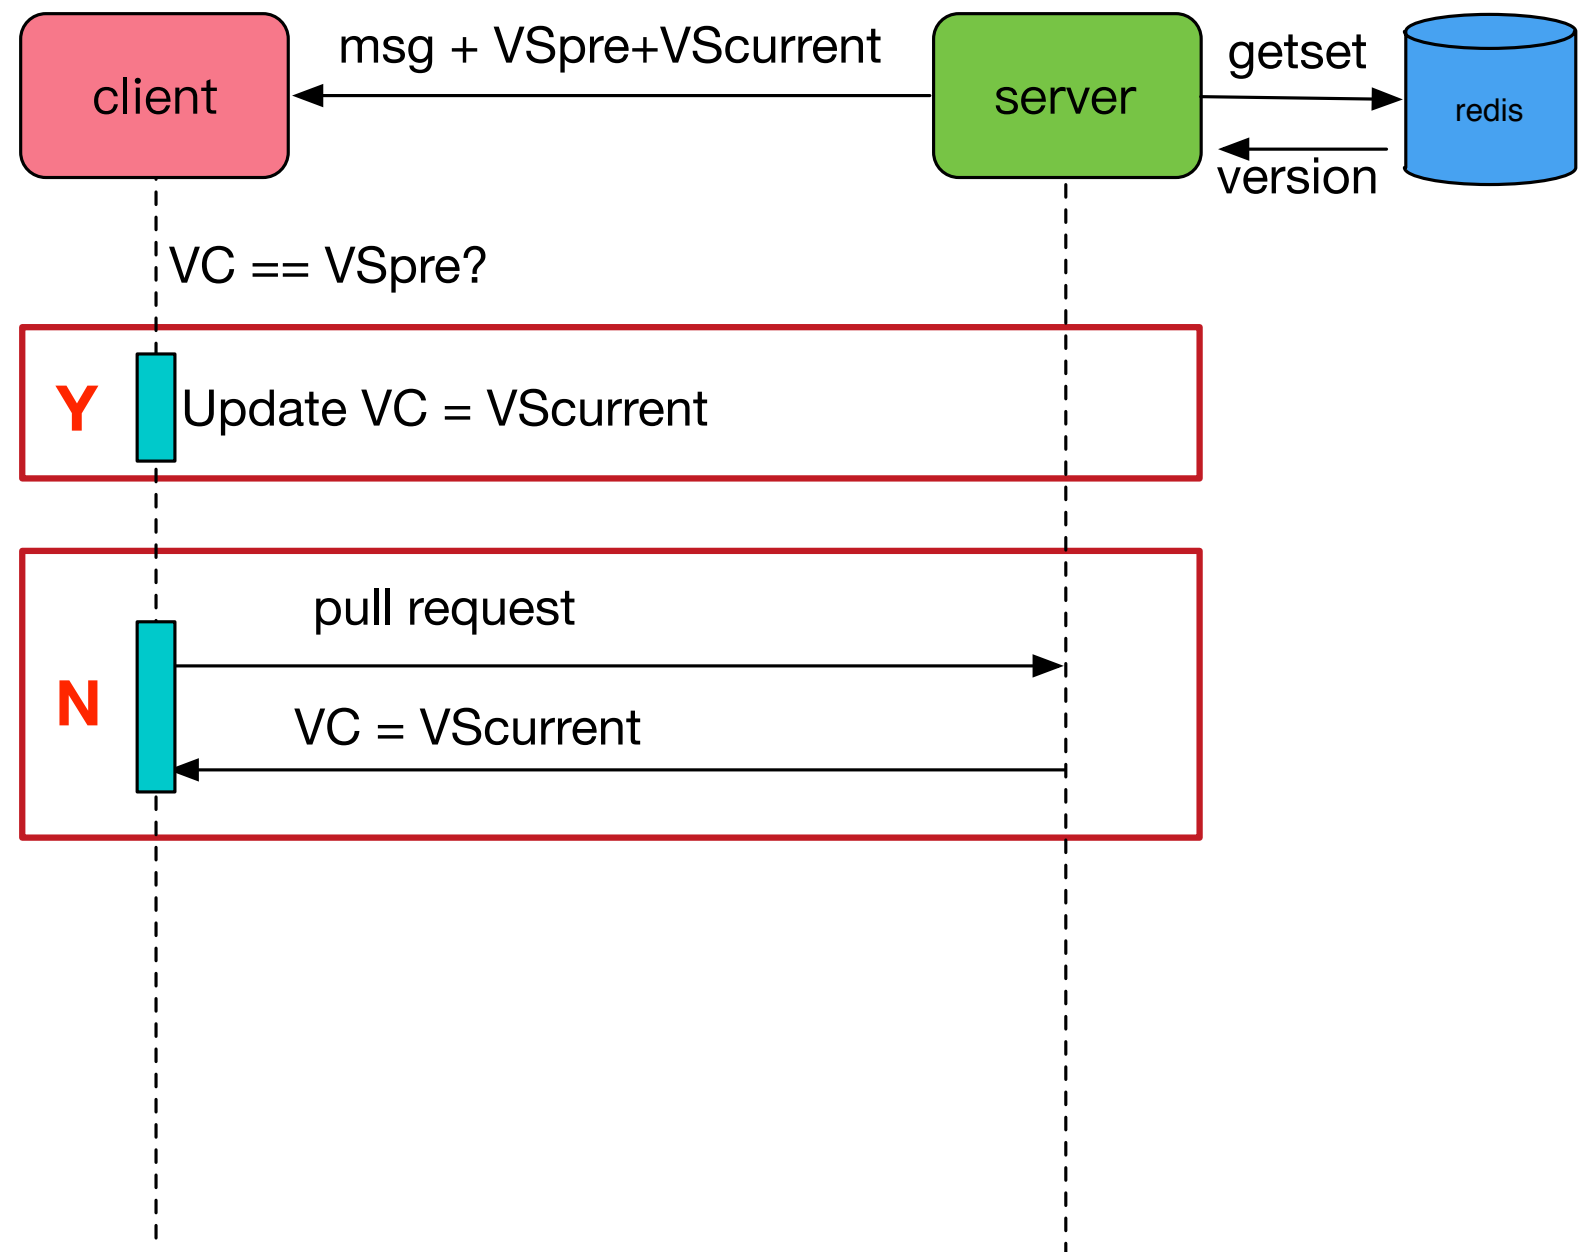 msg + VSpre+VScurrent
getset
client
server
redis
version
VC == VSpre?
Y
Update VC = VScurrent
pull request
N
VC = VScurrent